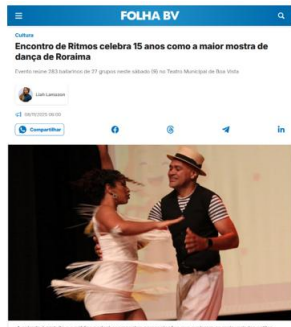 FOLHA BV
Cultura
Encontro de Ritmos celebra 15 anos como a maior mostra de
dança de Roraima
Evento reúne 383 bailarinos de 27 grupos neste sábado (8) no Teatro Municipal de Boa Vista
Compartilhar
in